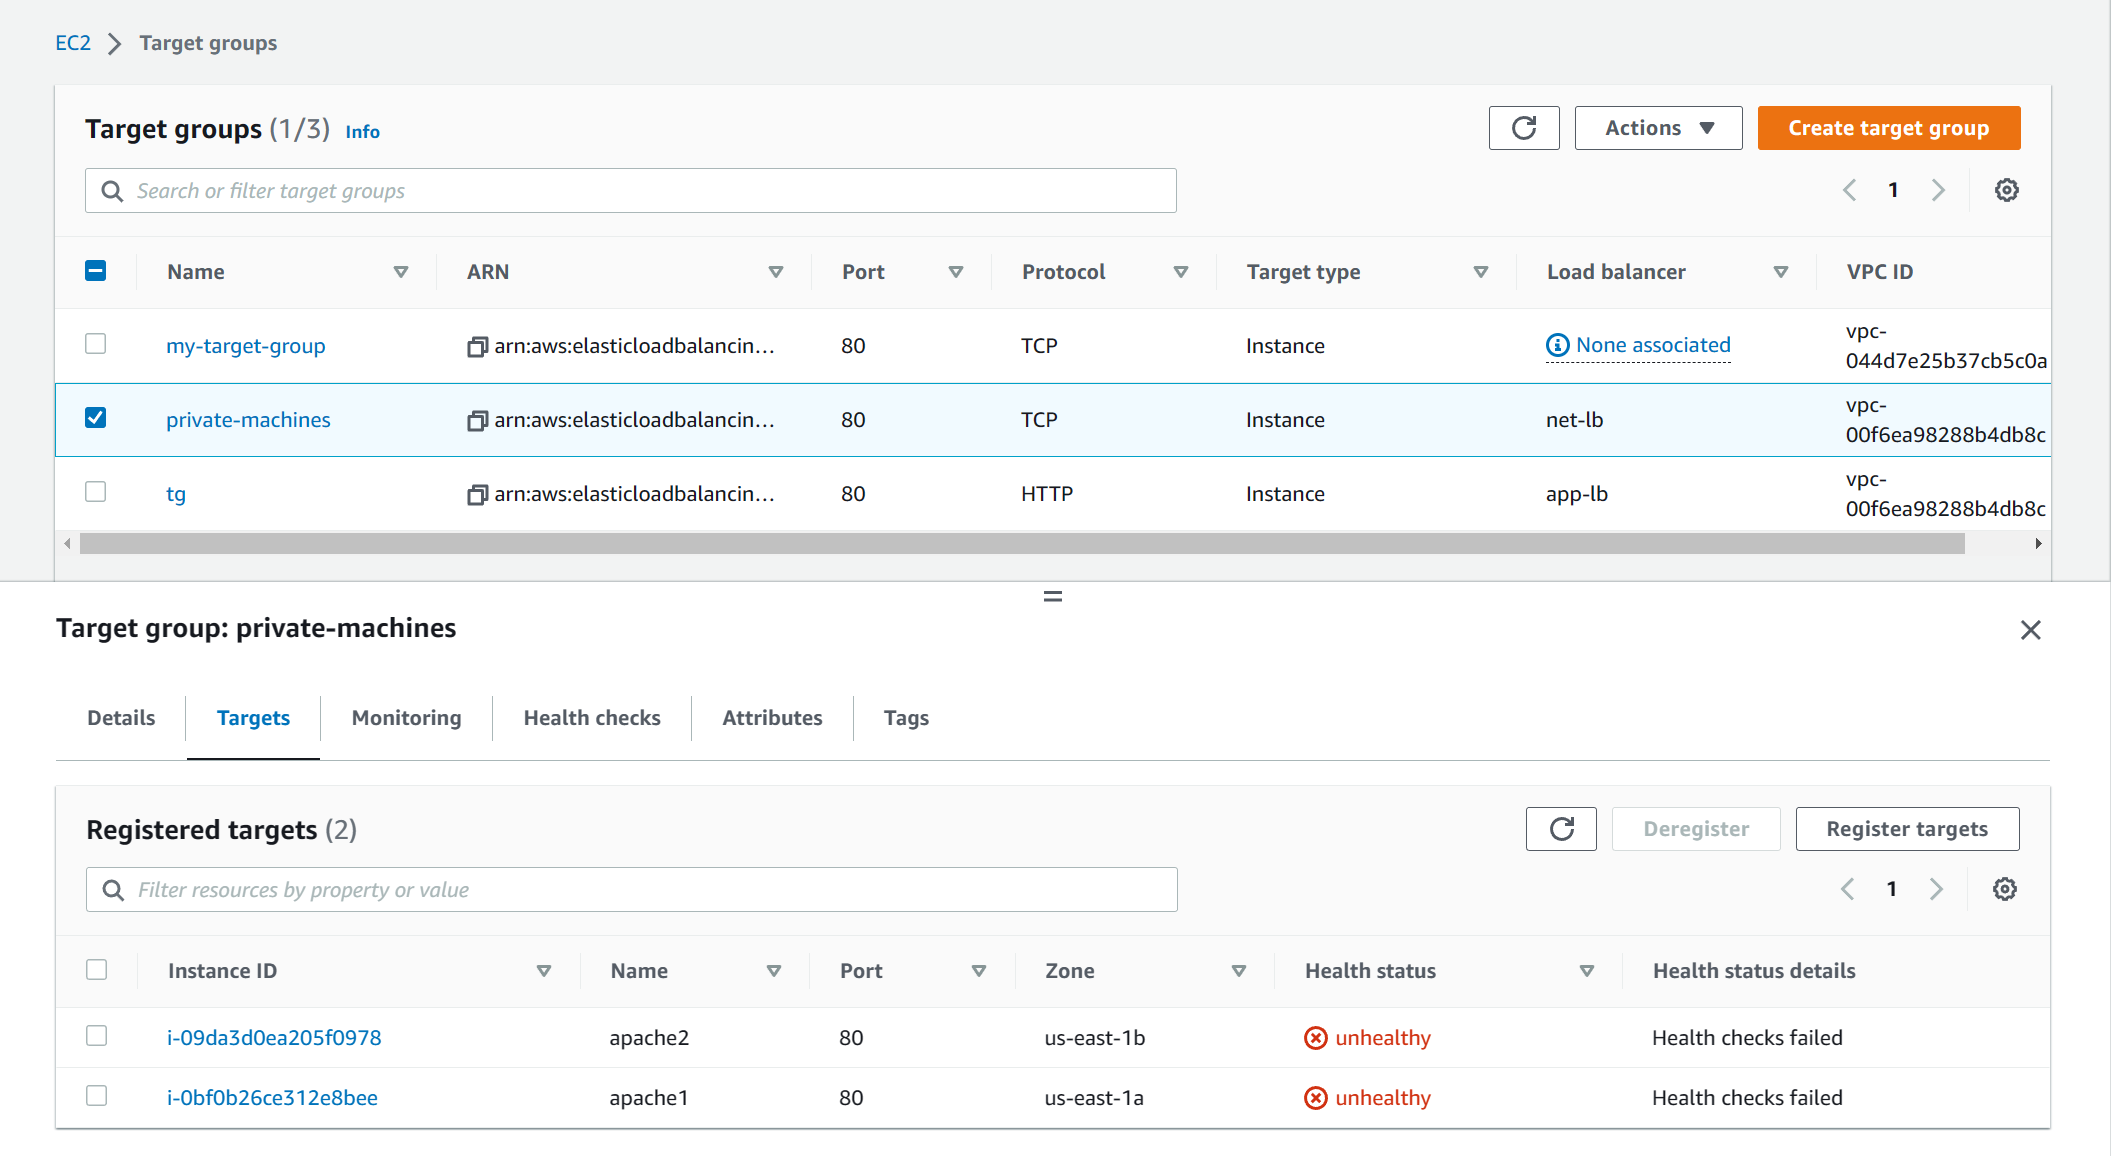 EC2 > Target groups
Target groups (1/3) Info
Actions
Create target group
Search or filter target groups
1
Name ARN Port Protocol Target type Load balancer VPC ID
my-target-group arn:aws:elasticloadbalancin... 80 TCP Instance None associated vpc-
044d7e25b37cb5c0a
private-machines arn:aws:elasticloadbalancin... 80 TCP Instance net-lb vpc-
00f6ea98288b4db8c
tg arn:aws:elasticloadbalancin... 80 HTTP Instance app-lb vpc-
00f6ea98288b4db8c
Target group: private-machines
Details Targets Monitoring Health checks Attributes Tags
Registered targets (2)
Deregister
Register targets
Filter resources by property or value
1
Instance ID Name Port Zone Health status Health status details
i-09da3d0ea205f0978 apache2 80 us-east-1b unhealthy Health checks failed
i-0bf0b26ce312e8bee apache1 80 us-east-1a unhealthy Health checks failed